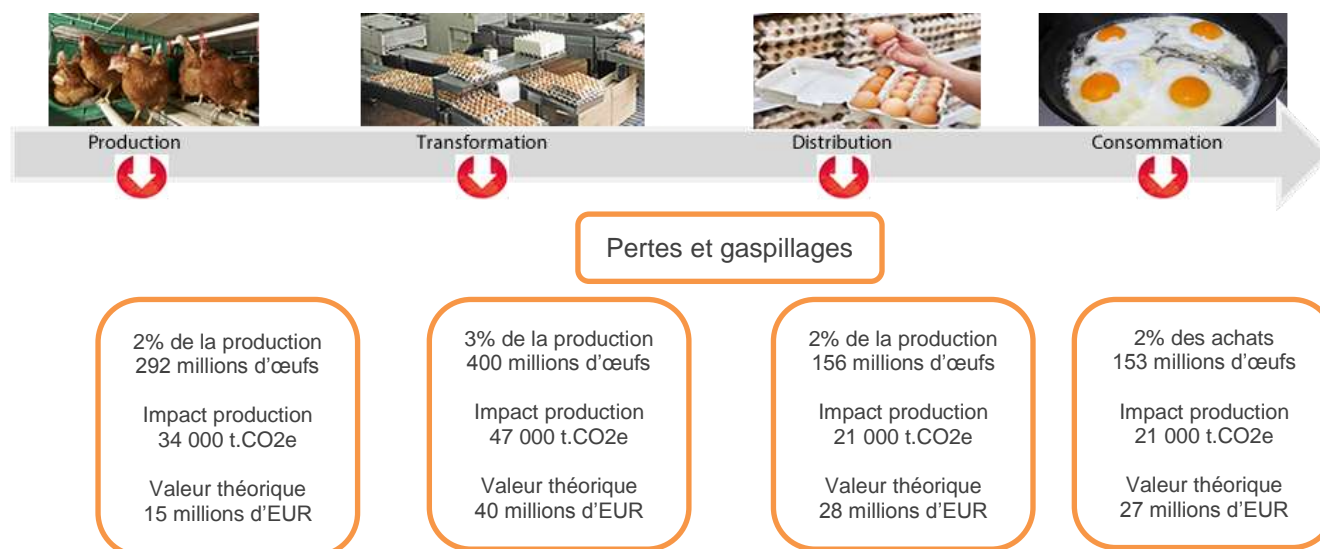 Production
Transformation
Distribution
Consommation
Pertes et gaspillages
2% de la production
292 millions d'œufs
Impact production
34 000 t.CO2e
Valeur théorique
15 millions d'EUR
3% de la production
400 millions d'œufs
Impact production
47 000 t.CO2e
Valeur théorique
40 millions d'EUR
2% de la production
156 millions d'œufs
Impact production
21 000 t.CO2e
Valeur théorique
28 millions d'EUR
2% des achats
153 millions d'œufs
Impact production
21 000 t.CO2e
Valeur théorique
27 millions d'EUR